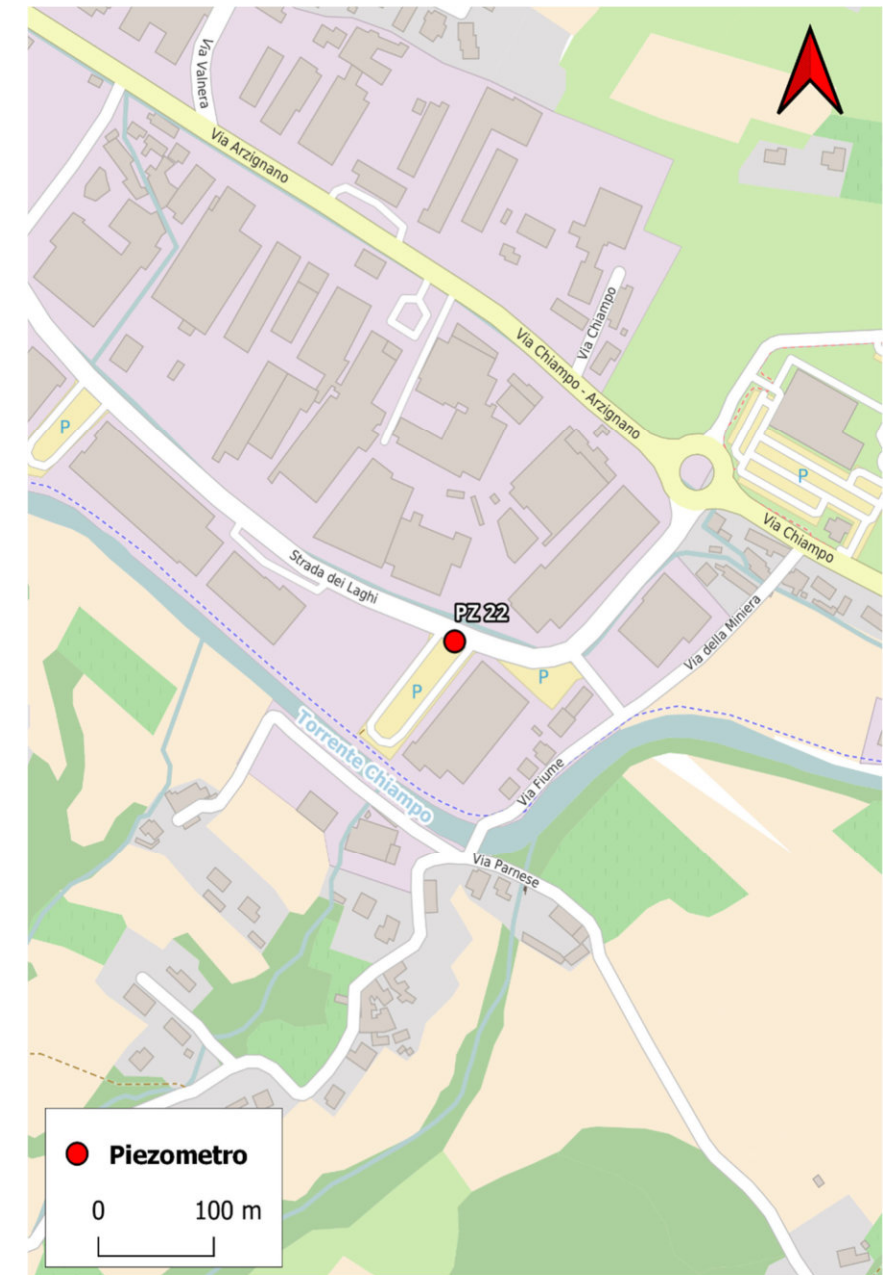 Via Valnera
Via Arzignano
Via Chiampo
Via Chiampo - Arzignano
P
P
Via Chiampo
Strada dei Laghi
PZ 22
Via della Miniera
P
P
Torrente Chiampo
Via Fiume
Via Parnese
Piezometro
0 100 m